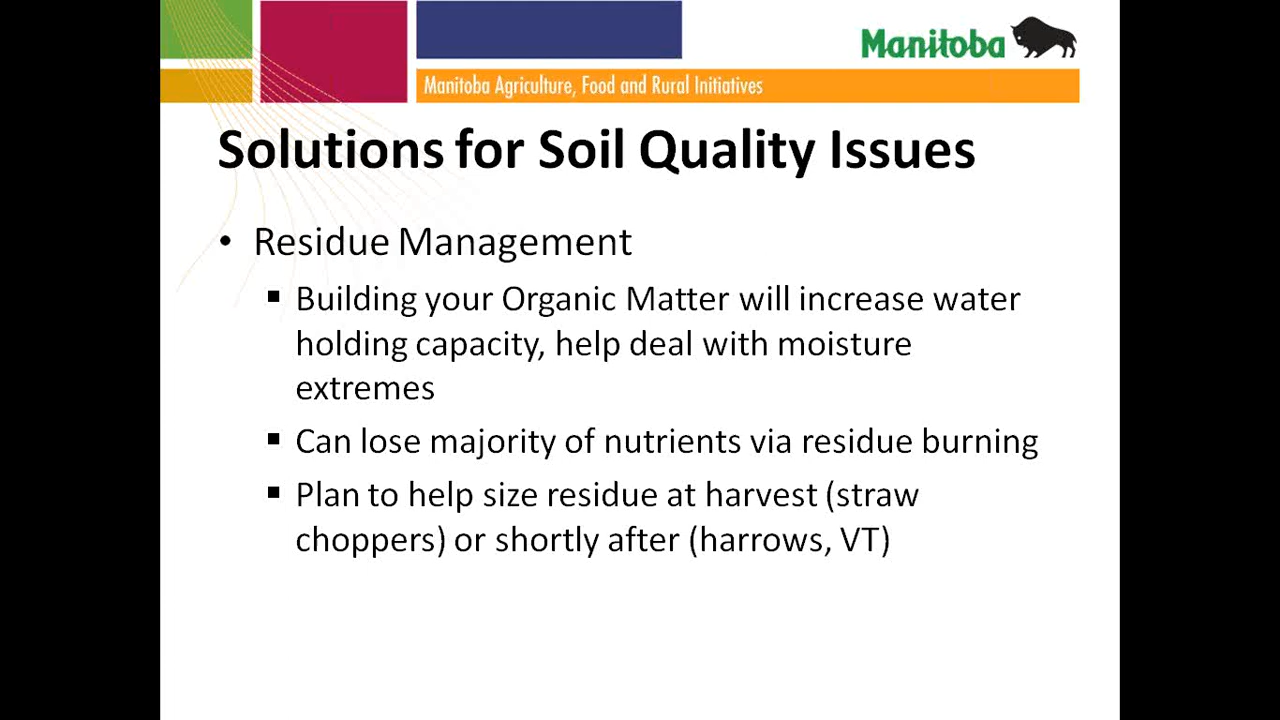 Manitoba
Manitoba Agriculture, Food and Rural Initiatives
Solutions for Soil Quality Issues
• Residue Management
▪ Building your Organic Matter will increase water
holding capacity, help deal with moisture
extremes
▪ Can lose majority of nutrients via residue burning
▪ Plan to help size residue at harvest (straw
choppers) or shortly after (harrows, VT)